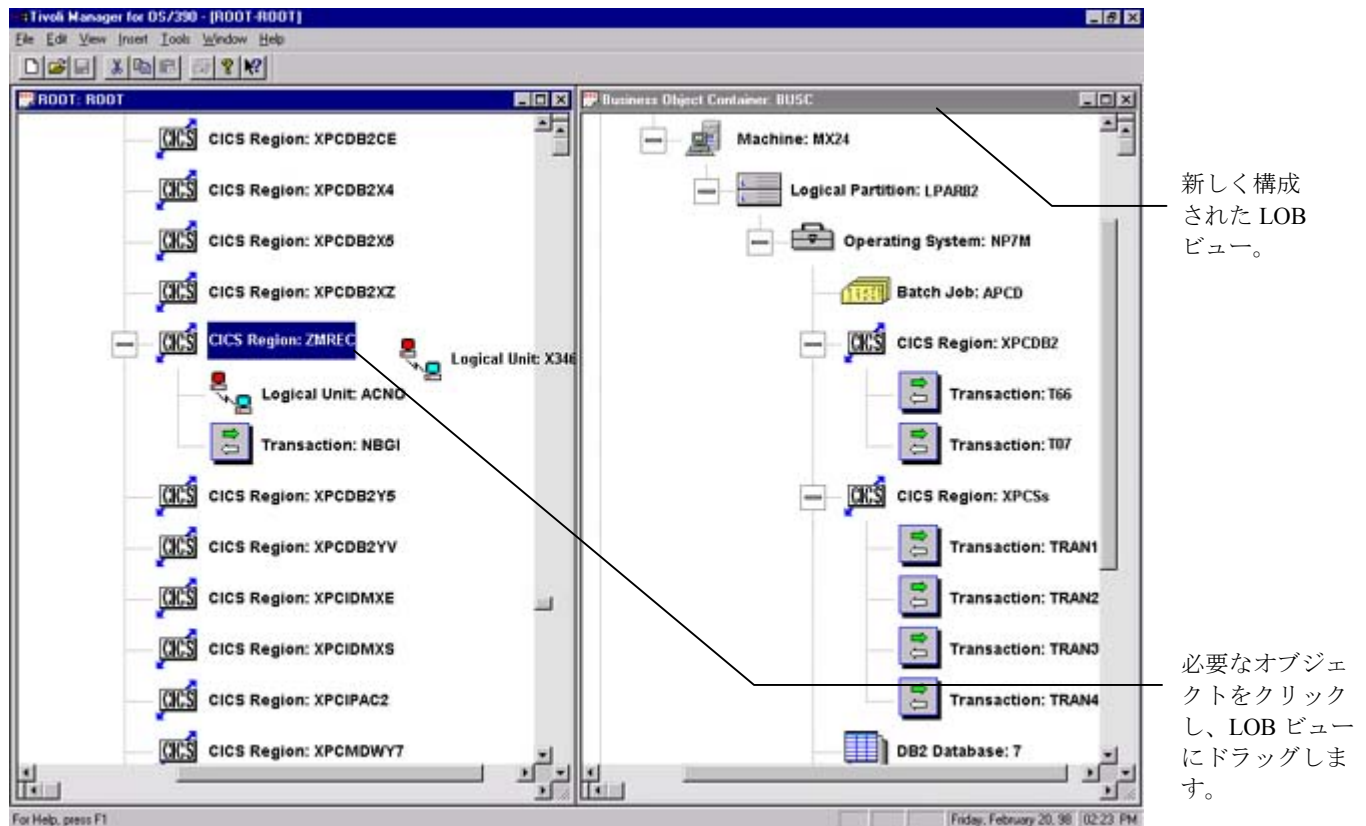 Tivoli Manager for OS/390 - [ROOT-ROOT]
File Edit View Insert Tools Window Help
ROOT: ROOT
CICS Region: XPCDB2CE
CICS Region: XPCDB2X4
CICS Region: XPCDB2X5
CICS Region: XPCDB2XZ
CICS Region: ZMREC
Logical Unit: X346
Logical Unit: ACNO
Transaction: NBGI
CICS Region: XPCDB2Y5
CICS Region: XPCDB2YV
CICS Region: XPCIDMXE
CICS Region: XPCIDMXS
CICS Region: XPCIPAC2
CICS Region: XPCMDWY7
Business Object Container: BUSC
Machine: MX24
Logical Partition: LPAR82
Operating System: NP7M
Batch Job: APCD
CICS Region: XPCDB2
Transaction: T66
Transaction: T07
CICS Region: XPCSs
Transaction: TRAN1
Transaction: TRAN2
Transaction: TRAN3
Transaction: TRAN4
DB2 Database: 7
For Help, press F1
Friday, February 20, 98 02:23 PM
新しく構成
された LOB
ビュー。
必要なオブジェ
クトをクリック
し、LOB ビュー
にドラッグしま
す。